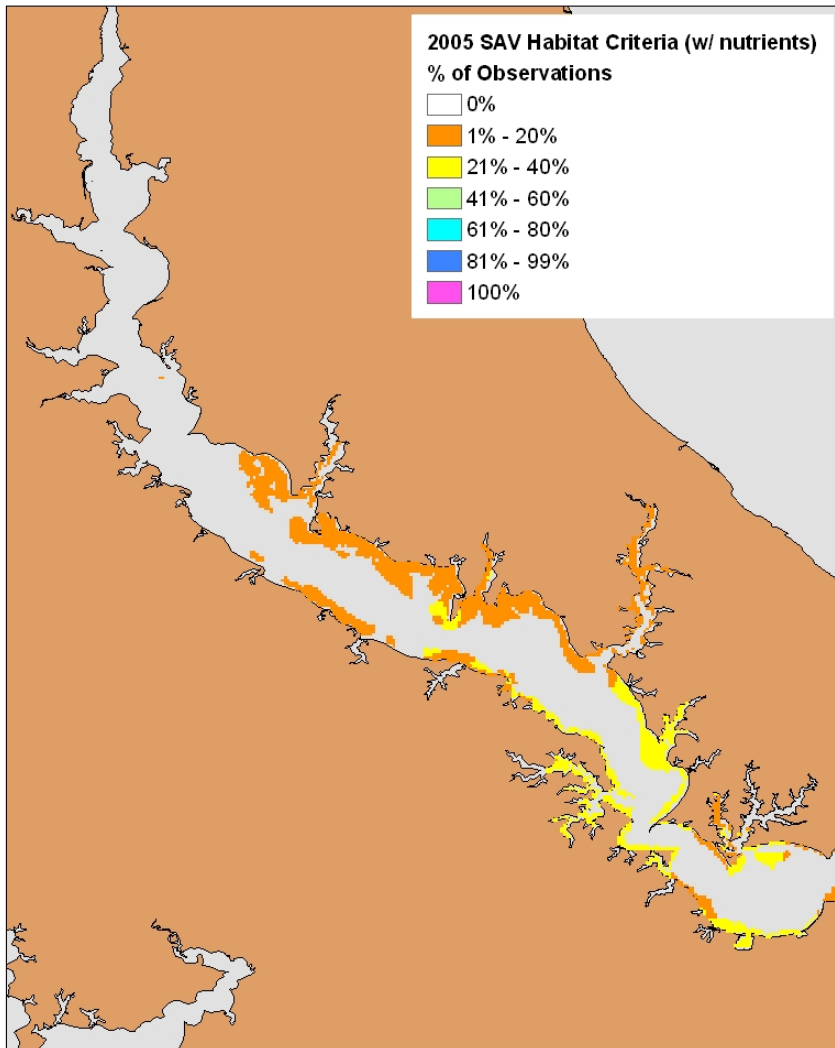 2005 SAV Habitat Criteria (w/ nutrients)
% of Observations
0%
1% - 20%
21% - 40%
41% - 60%
61% - 80%
81% - 99%
100%